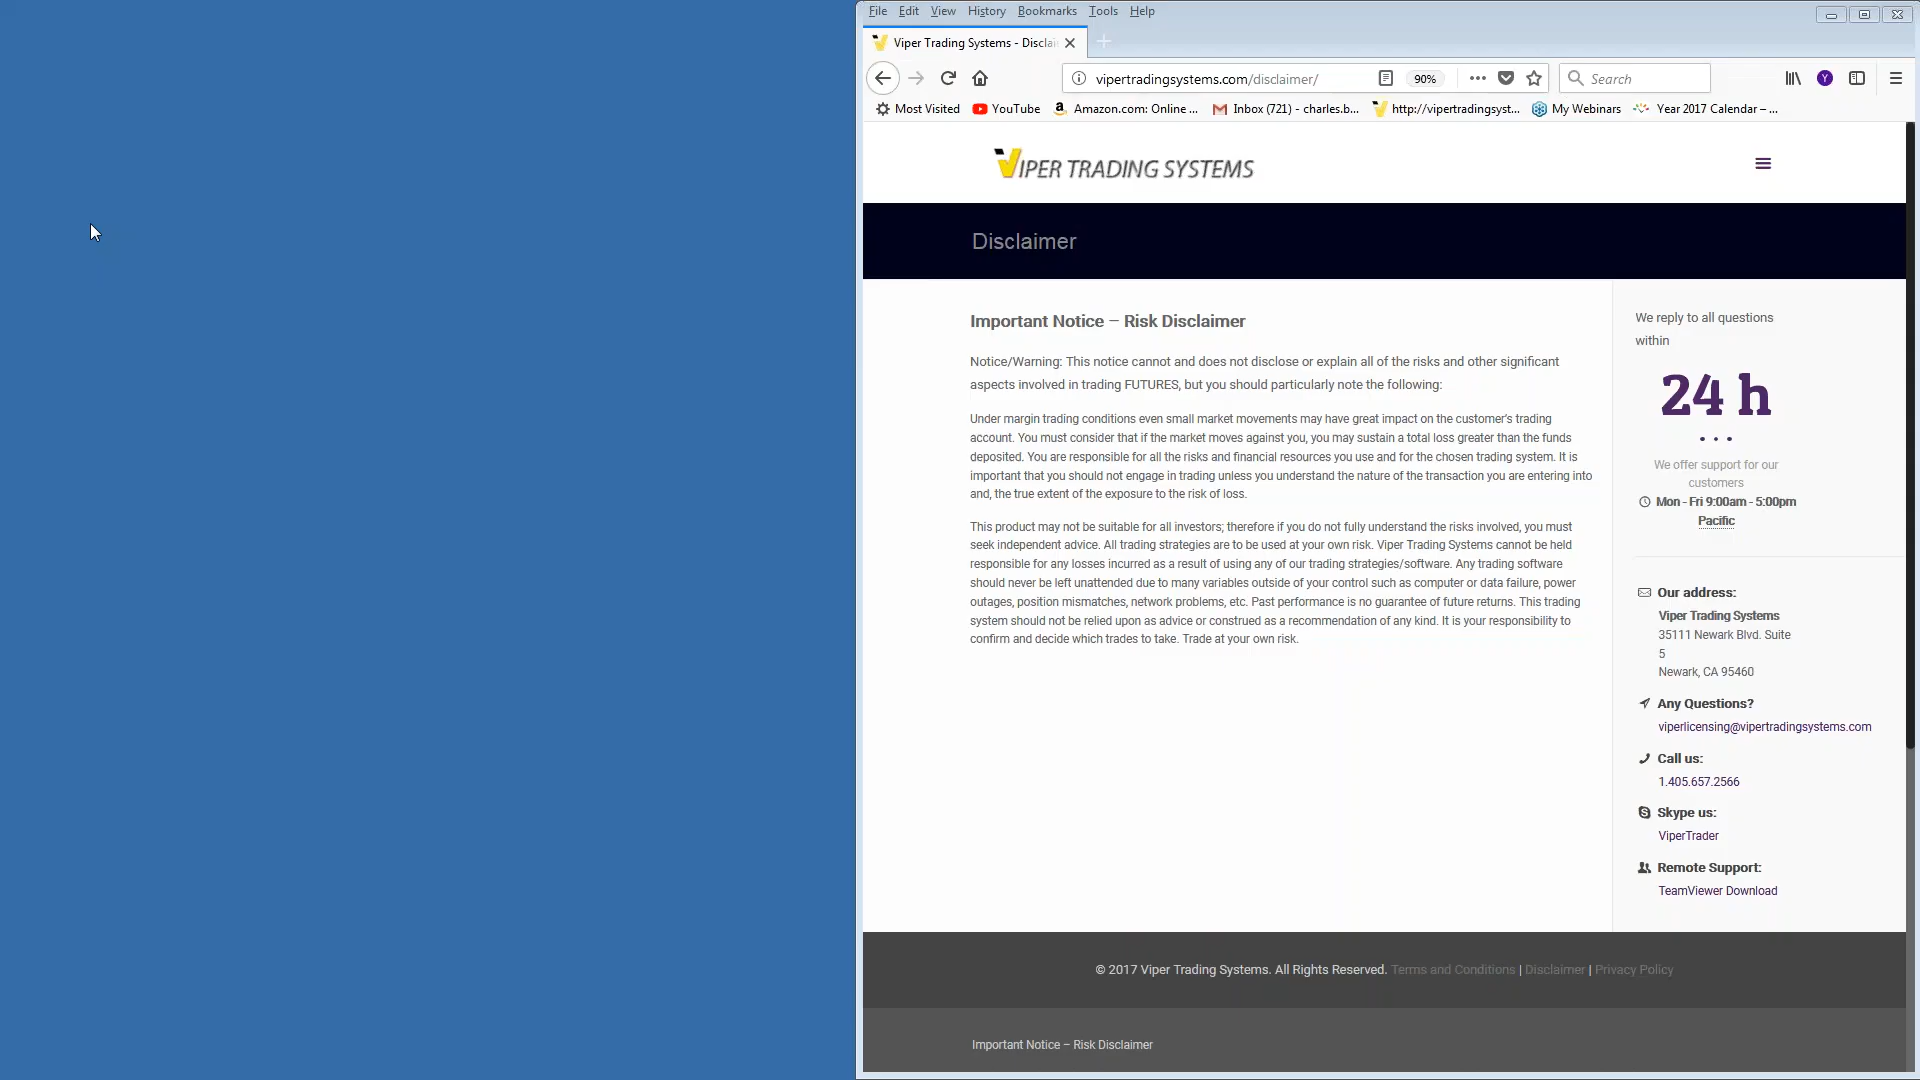 File Edit View History Bookmarks Tools Help
Viper Trading Systems - Disclai
vipertradingsystems.com/disclaimer/ 90% Search
Most Visited YouTube Amazon.com: Online ... Inbox (721) - charles.b... http://vipertradingsyst... My Webinars Year 2017 Calendar – ...
VIPER TRADING SYSTEMS
Disclaimer
Important Notice – Risk Disclaimer
Notice/Warning: This notice cannot and does not disclose or explain all of the risks and other significant
aspects involved in trading FUTURES, but you should particularly note the following:
Under margin trading conditions even small market movements may have great impact on the customer's trading
account. You must consider that if the market moves against you, you may sustain a total loss greater than the funds
deposited. You are responsible for all the risks and financial resources you use and for the chosen trading system. It is
important that you should not engage in trading unless you understand the nature of the transaction you are entering into
and, the true extent of the exposure to the risk of loss.
This product may not be suitable for all investors; therefore if you do not fully understand the risks involved, you must
seek independent advice. All trading strategies are to be used at your own risk. Viper Trading Systems cannot be held
responsible for any losses incurred as a result of using any of our trading strategies/software. Any trading software
should never be left unattended due to many variables outside of your control such as computer or data failure, power
outages, position mismatches, network problems, etc. Past performance is no guarantee of future returns. This trading
system should not be relied upon as advice or construed as a recommendation of any kind. It is your responsibility to
confirm and decide which trades to take. Trade at your own risk.
We reply to all questions
within
24 h
We offer support for our
customers
Mon - Fri 9:00am - 5:00pm
Pacific
Our address:
Viper Trading Systems
35111 Newark Blvd. Suite
5
Newark, CA 95460
Any Questions?
viperlicensing@vipertradingsystems.com
Call us:
1.405.657.2566
Skype us:
ViperTrader
Remote Support:
TeamViewer Download
© 2017 Viper Trading Systems. All Rights Reserved. Terms and Conditions | Disclaimer | Privacy Policy
Important Notice – Risk Disclaimer